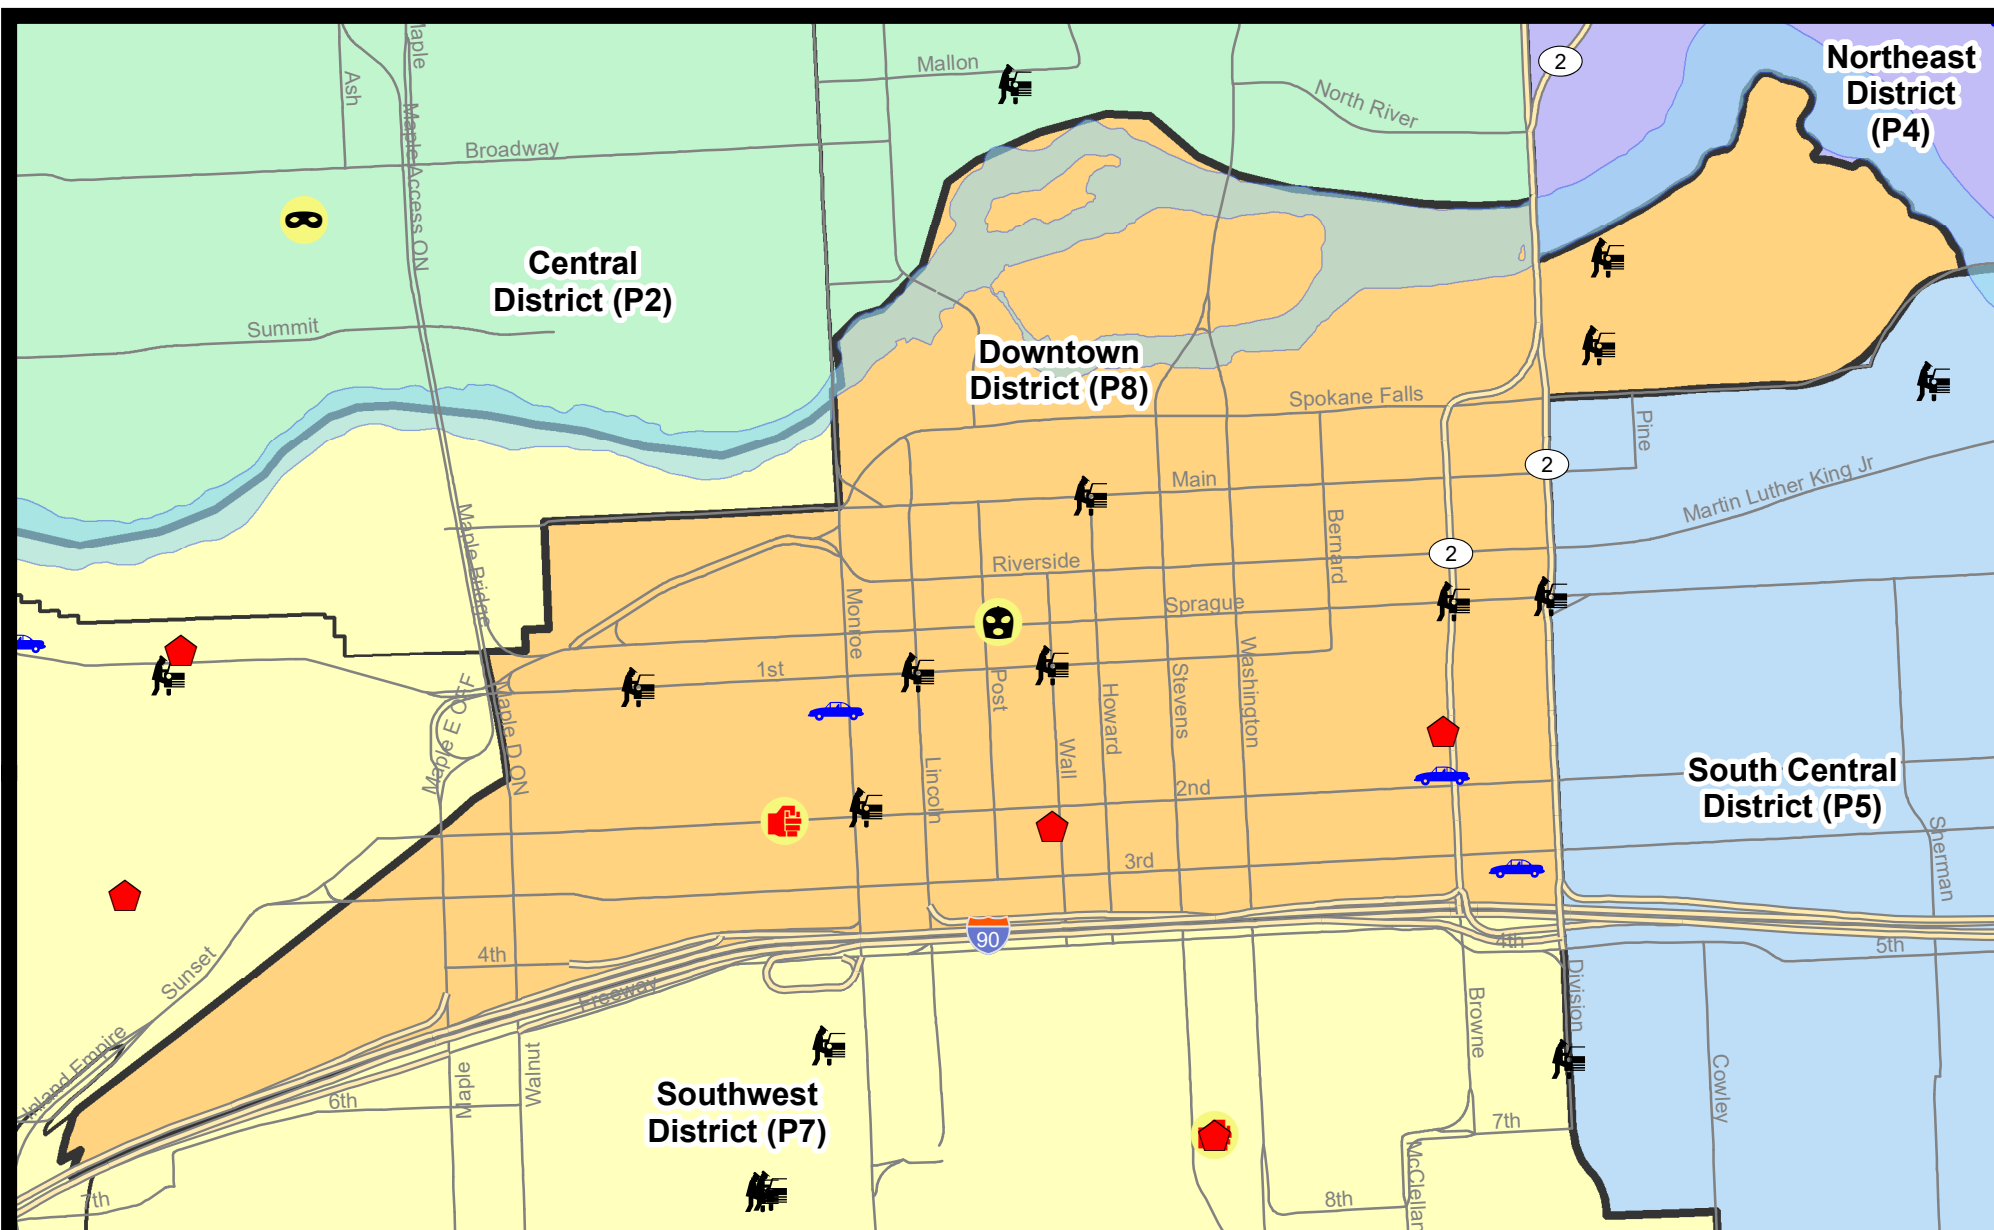 Northeast
District
(P4)
2
Maple
Ash
Mallon
North River
Maple Access ON
Broadway
Central
District (P2)
Summit
Downtown
District (P8)
Spokane Falls
Pine
2
Main
Martin Luther King Jr
Maple Bridge
Bernard
2
Riverside
Sprague
Monroe
1st
Post
Howard
Stevens
Washington
Maple E OFF
Maple D ON
Wall
Lincoln
2nd
South Central
District (P5)
Sherman
3rd
90
4th
5th
4th
Sunset
Freeway
Browne
Division
Inland Empire
Walnut
Maple
Cowley
6th
Southwest
District (P7)
7th
McClellan
7th
8th